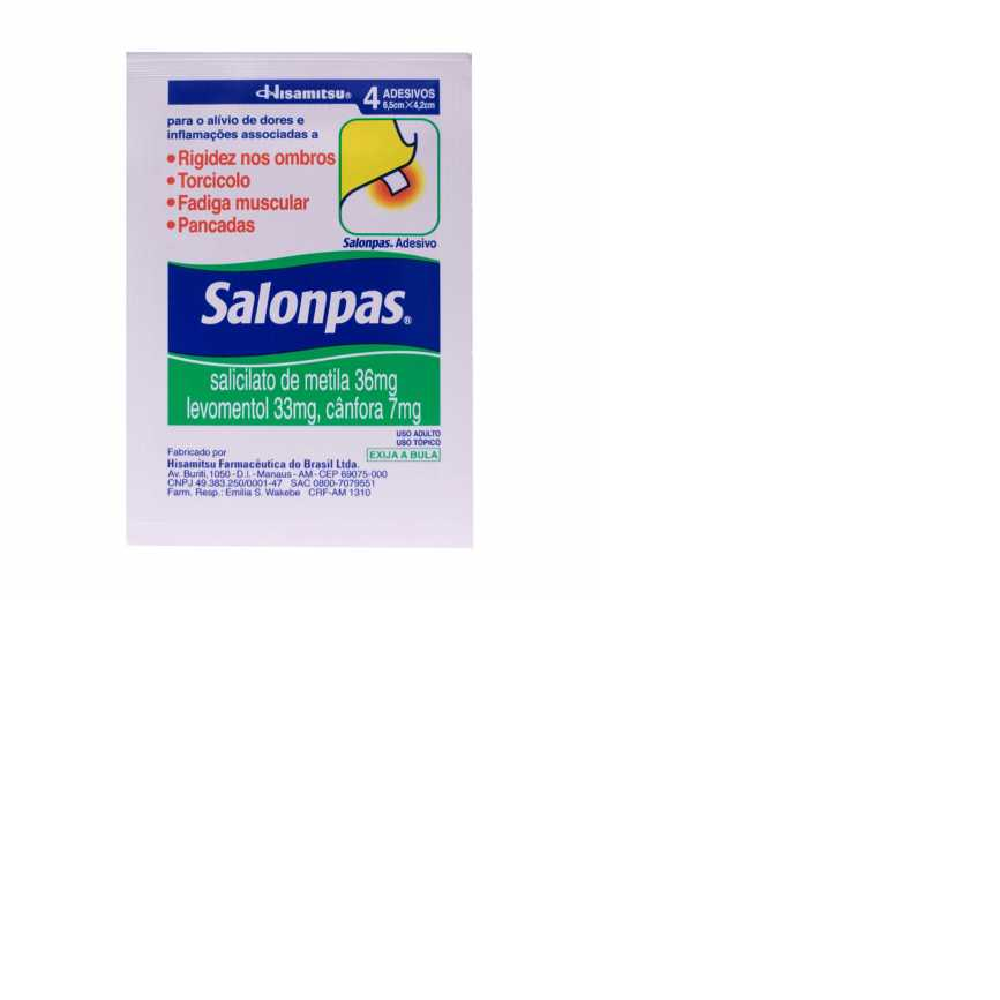 Hisamitsu®
4 ADESIVOS
6,5cm×4,2cm
para o alívio de dores e
inflamações associadas a
• Rigidez nos ombros
• Torcicolo
• Fadiga muscular
• Pancadas
Salonpas® Adesivo
Salonpas®
salicilato de metila 36mg
levomentol 33mg, cânfora 7mg
USO ADULTO
USO TÓPICO
EXIJA A BULA
Fabricado por
Hisamitsu Farmacêutica do Brasil Ltda.
Av. Buriti, 1050 - D.I. - Manaus - AM - CEP 69075-000
CNPJ 49.383.250/0001-47 SAC 0800-7079551
Farm. Resp.: Emilia S. Wakebe CRF-AM 1310